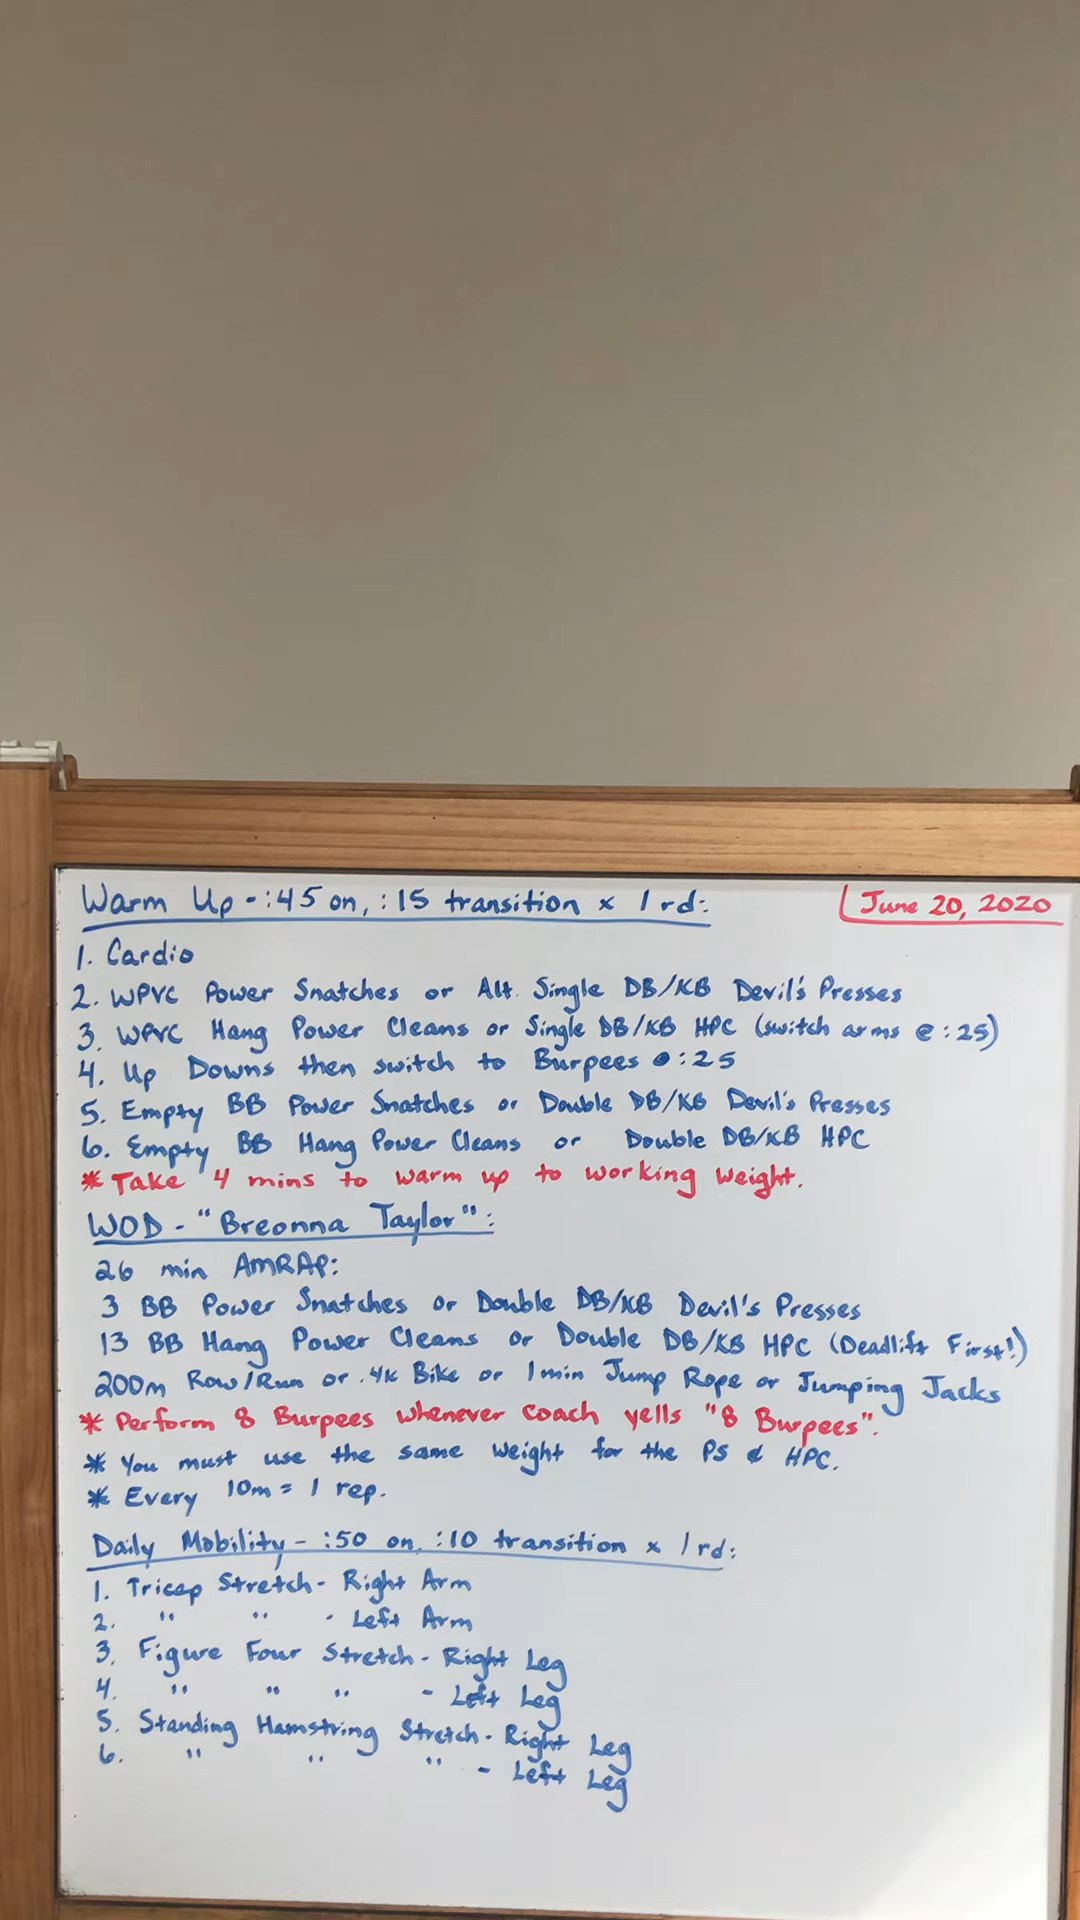 Warm Up - :45 on, :15 transition x 1 rd:
June 20, 2020
1. Cardio
2. WPVC Power Snatches or Alt. Single DB/KB Devil's Presses
3. WPVC Hang Power Cleans or Single DB/KB HPC (switch arms @ :25)
4. Up Downs then switch to Burpees @ :25
5. Empty BB Power Snatches or Double DB/KB Devil's Presses
6. Empty BB Hang Power Cleans or Double DB/KB HPC
* Take 4 mins to warm up to working weight.
WOD - "Breonna Taylor":
26 min AMRAP:
3 BB Power Snatches or Double DB/KB Devil's Presses
13 BB Hang Power Cleans or Double DB/KB HPC (Deadlift First!)
200m Row/Run or .4k Bike or 1 min Jump Rope or Jumping Jacks
* Perform 8 Burpees whenever coach yells "8 Burpees".
* You must use the same weight for the PS & HPC.
* Every 10m = 1 rep.
Daily Mobility - :50 on, :10 transition x 1 rd:
1. Tricep Stretch - Right Arm
2. " " - Left Arm
3. Figure Four Stretch - Right Leg
4. " " " - Left Leg
5. Standing Hamstring Stretch - Right Leg
6. " " " - Left Leg